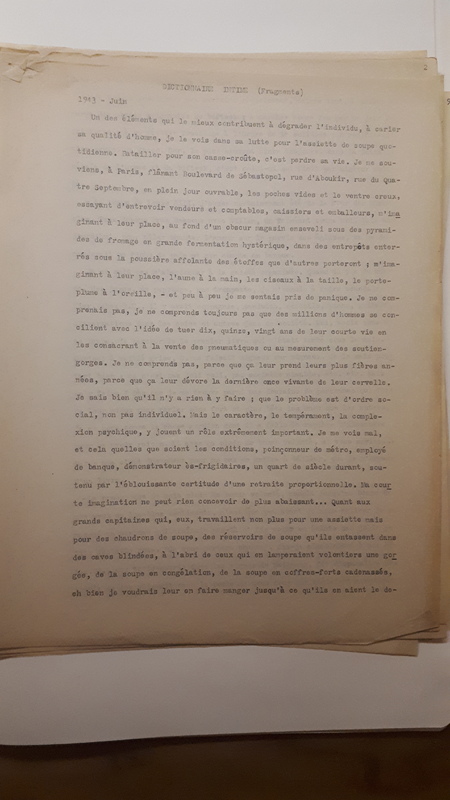 DICTIONNAIRE INTIME (Fragments)
1943 - Juin
Un des éléments qui le mieux contribuent à dégrader l'individu, à carier
sa qualité d'homme, je le vois dans sa lutte pour l'assiette de soupe quo-
tidienne. Batailler pour son casse-croûte, c'est perdre sa vie. Je me sou-
viens, à Paris, flânant Boulevard de Sébastopol, rue d'Aboukir, rue du Qua-
tre Septembre, en plein jour ouvrable, les poches vides et le ventre creux,
essayant d'entrevoir vendeurs et comptables, caissiers et emballeurs, m'ima
ginant à leur place, au fond d'un obscur magasin enseveli sous des pyrami-
des de fromage en grande fermentation hystérique, dans des entrepôts enter-
rés sous la poussière affolante des étoffes que d'autres porteront ; m'ima-
ginant à leur place, l'aune à la main, les ciseaux à la taille, le porte-
plume à l'oreille, - et peu à peu je me sentais pris de panique. Je ne com-
prenais pas, je ne comprends toujours pas que des millions d'hommes se con-
cilient avec l'idée de tuer dix, quinze, vingt ans de leur courte vie en
les consacrant à la vente des pneumatiques ou au mesurement des soutien-
gorges. Je ne comprends pas, parce que ça leur prend leurs plus fières an-
nées, parce que ça leur dévore la dernière once vivante de leur cervelle.
Je sais bien qu'il n'y a rien à y faire ; que le problème est d'ordre so-
cial, non pas individuel. Mais le caractère, le tempérament, la comple-
xion psychique, y jouent un rôle extrêmement important. Je me vois mal,
et cela quelles que soient les conditions, poinçonneur de métro, employé
de banque, démonstrateur ès-frigidaires, un quart de siècle durant, sou-
tenu par l'éblouissante certitude d'une retraite proportionnelle. Ma cour
te imagination ne peut rien concevoir de plus abaissant... Quant aux
grands capitaines qui, eux, travaillent non plus pour une assiette mais
pour des chaudrons de soupe, des réservoirs de soupe qu'ils entassent dans
des caves blindées, à l'abri de ceux qui en lamperaient volontiers une gor
gée, de la soupe en congélation, de la soupe en coffres-forts cadenassés,
eh bien je voudrais leur en faire manger jusqu'à ce qu'ils en aient le de-